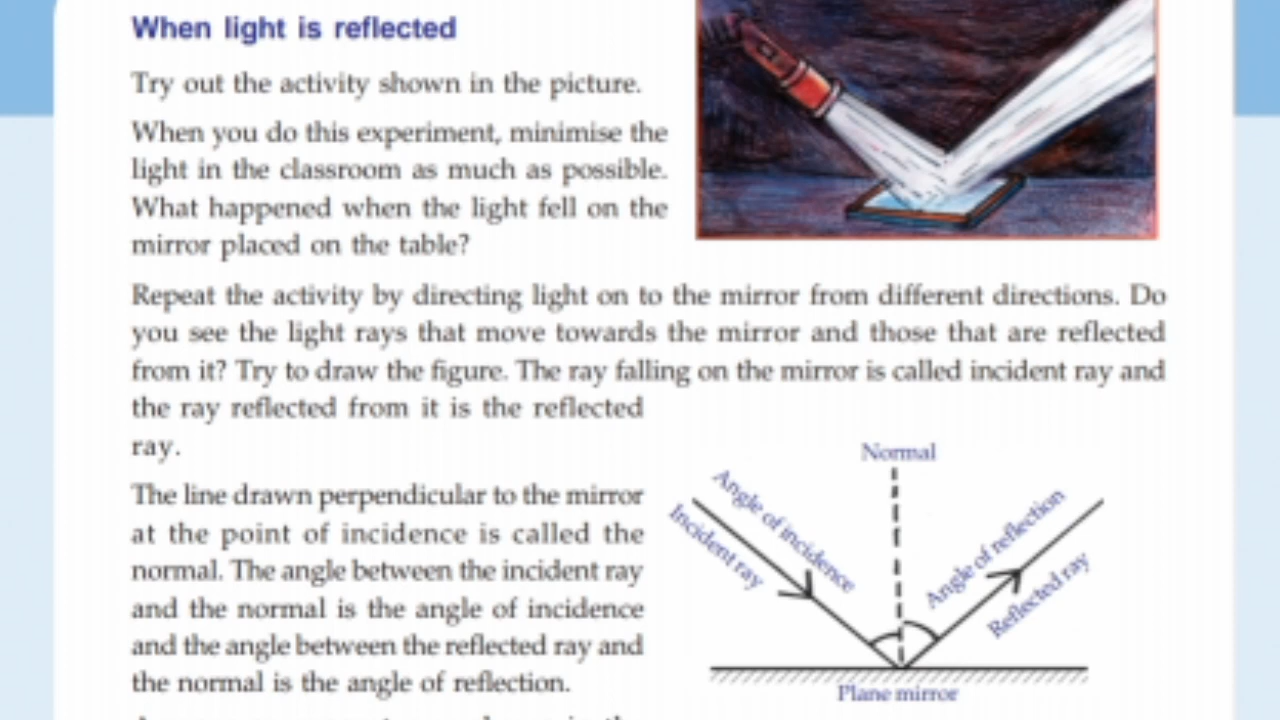 When light is reflected
Try out the activity shown in the picture.
When you do this experiment, minimise the
light in the classroom as much as possible.
What happened when the light fell on the
mirror placed on the table?
Repeat the activity by directing light on to the mirror from different directions. Do
you see the light rays that move towards the mirror and those that are reflected
from it? Try to draw the figure. The ray falling on the mirror is called incident ray and
the ray reflected from it is the reflected
ray.
The line drawn perpendicular to the mirror
at the point of incidence is called the
normal. The angle between the incident ray
and the normal is the angle of incidence
and the angle between the reflected ray and
the normal is the angle of reflection.
Normal
Angle of incidence
Incident ray
Angle of reflection
Reflected ray
Plane mirror